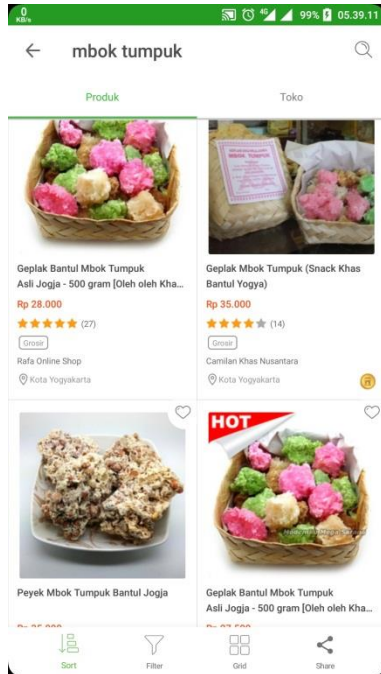 0
KB/s
4G
99%
05.39.11
mbok tumpuk
Produk
Toko
Geplak Bantul Mbok Tumpuk
Asli Jogja - 500 gram [Oleh oleh Kha...
Rp 28.000
(27)
Grosir
Rafa Online Shop
Kota Yogyakarta
MBOK TUMPUK
Geplak Mbok Tumpuk (Snack Khas
Bantul Yogya)
Rp 35.000
(14)
Grosir
Camilan Khas Nusantara
Kota Yogyakarta
Peyek Mbok Tumpuk Bantul Jogja
HOT
Geplak Bantul Mbok Tumpuk
Asli Jogja - 500 gram [Oleh oleh Kha...
Sort
Filter
Grid
Share